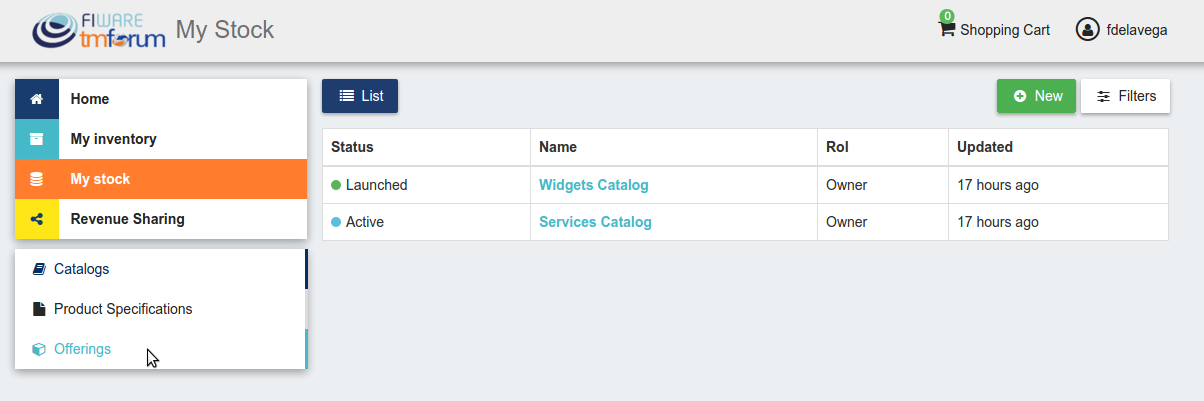 FIWARE
tmforum
My Stock
0
Shopping Cart
fdelavega
Home
My inventory
My stock
Revenue Sharing
Catalogs
Product Specifications
Offerings
List
New
Filters
Status Name Rol Updated
Launched Widgets Catalog Owner 17 hours ago
Active Services Catalog Owner 17 hours ago